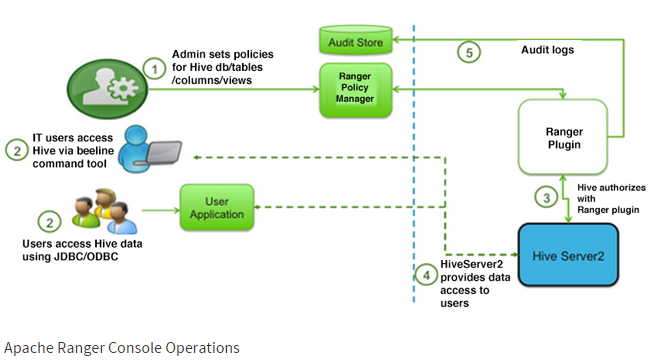 Audit Store
5
Audit logs
1
Admin sets policies
for Hive db/tables
/columns/views
Ranger
Policy
Manager
Ranger
Plugin
IT users access
Hive via beeline
command tool
2
3
Hive authorizes
with
Ranger plugin
User
Application
2
Users access Hive data
using JDBC/ODBC
Hive Server2
4
HiveServer2
provides data
access to
users
Apache Ranger Console Operations